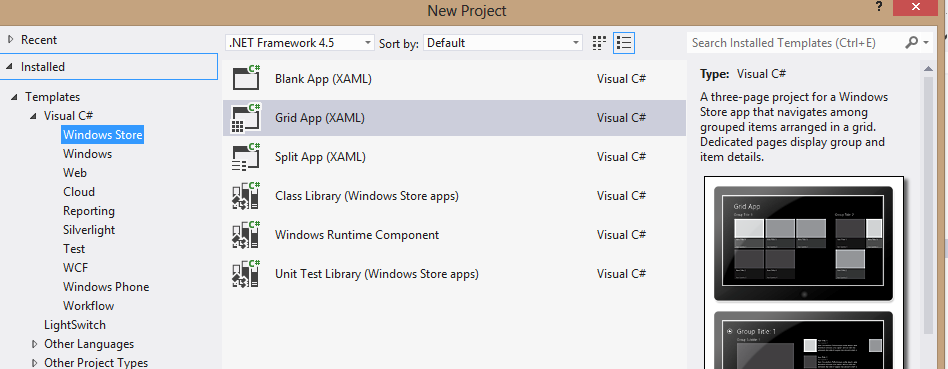 New Project
?
Recent
.NET Framework 4.5
Sort by:
Default
Search Installed Templates (Ctrl+E)
Installed
Templates
Visual C#
Windows Store
Windows
Web
Cloud
Reporting
Silverlight
Test
WCF
Windows Phone
Workflow
LightSwitch
Other Languages
Other Project Types
C# Blank App (XAML) Visual C#
C# Grid App (XAML) Visual C#
C# Split App (XAML) Visual C#
C# Class Library (Windows Store apps) Visual C#
C# Windows Runtime Component Visual C#
C# Unit Test Library (Windows Store apps) Visual C#
Type: Visual C#
A three-page project for a Windows
Store app that navigates among
grouped items arranged in a grid.
Dedicated pages display group and
item details.
Grid App
Group Title: 1